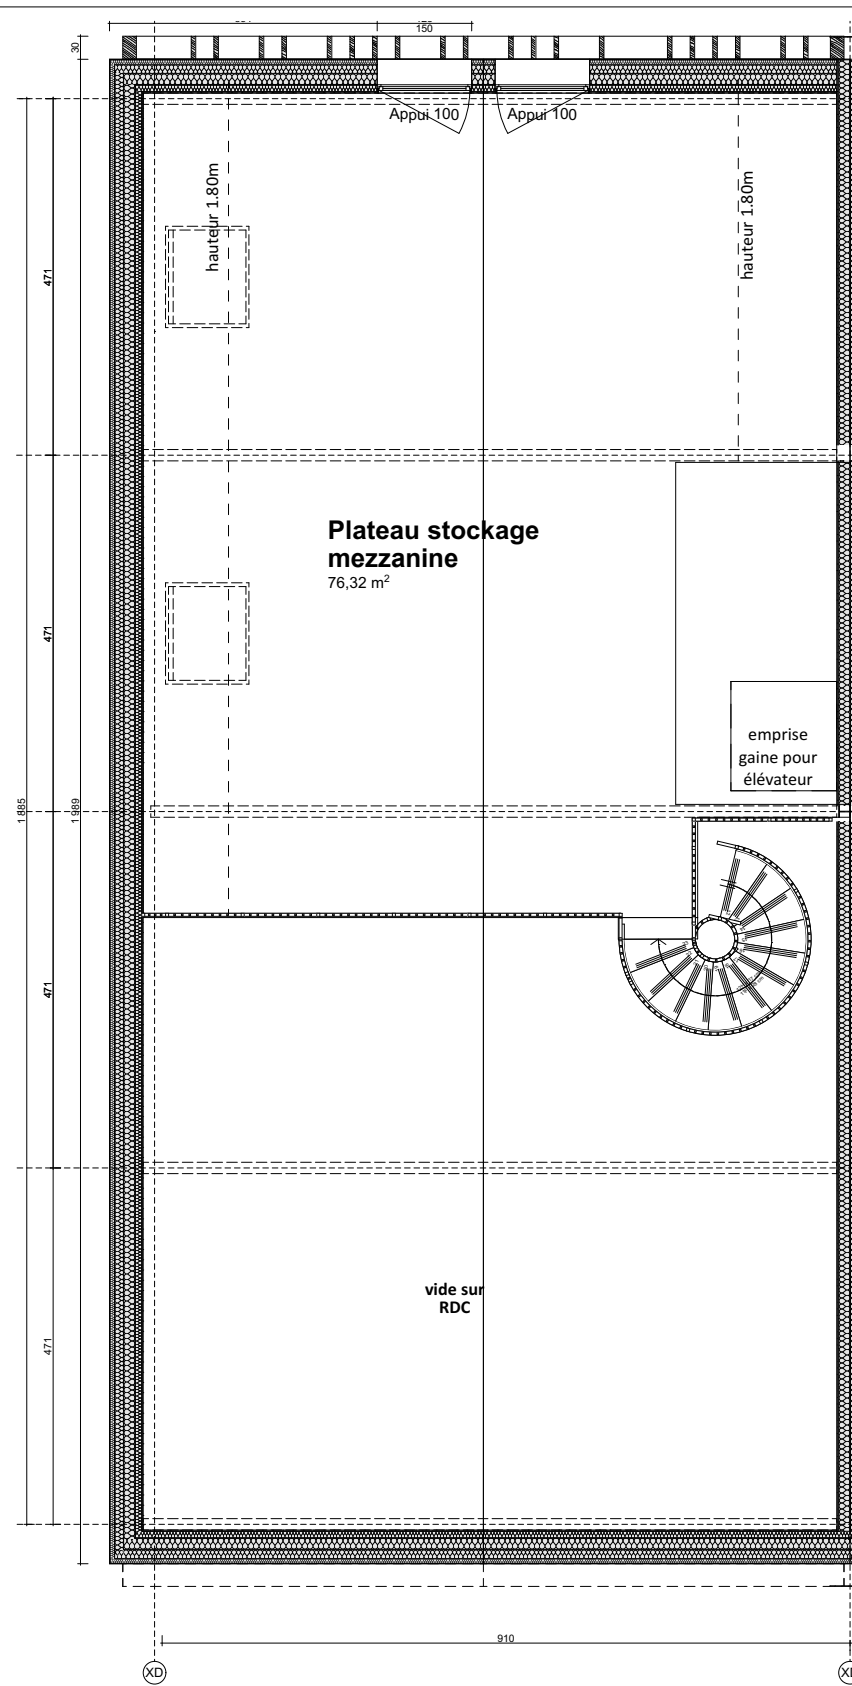 150
30
Appui 100
Appui 100
hauteur 1.80m
hauteur 1.80m
471
Plateau stockage
mezzanine
76,32 m²
471
emprise
gaine pour
élévateur
1 885
1 989
471
vide sur
RDC
471
910
XD